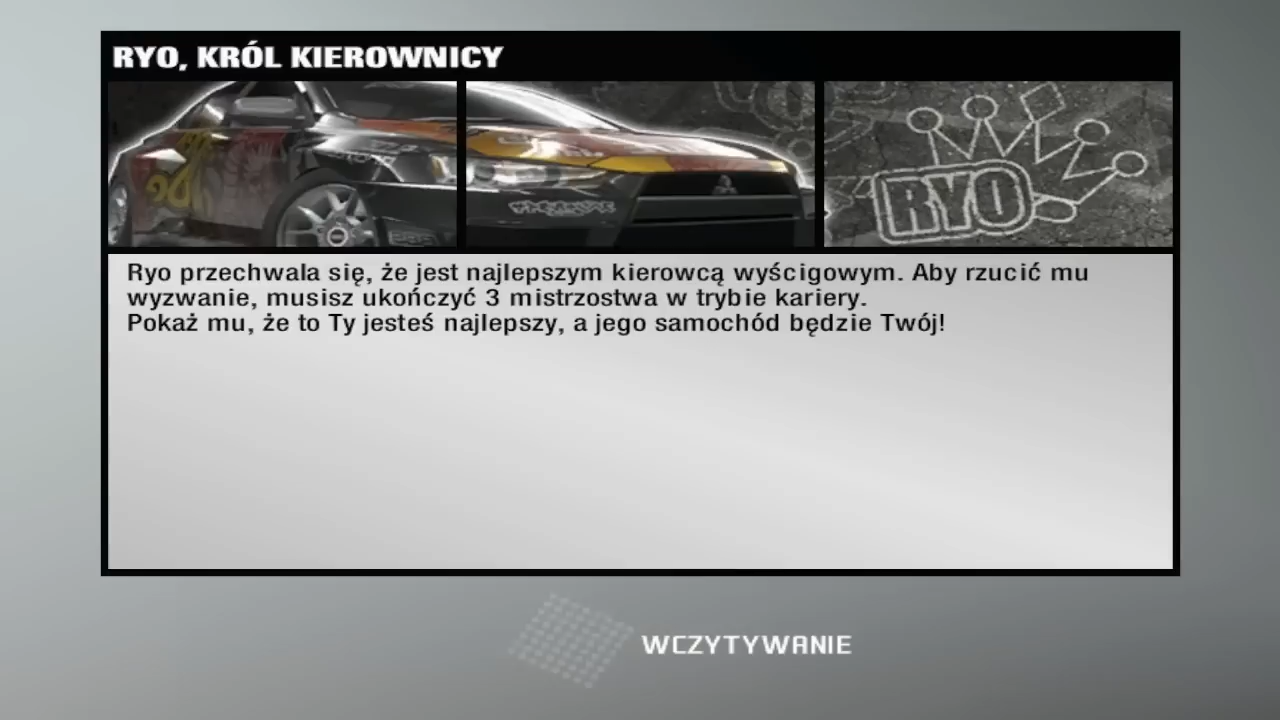 RYO, KRÓL KIEROWNICY
RYO
Ryo przechwala się, że jest najlepszym kierowcą wyścigowym. Aby rzucić mu
wyzwanie, musisz ukończyć 3 mistrzostwa w trybie kariery.
Pokaż mu, że to Ty jesteś najlepszy, a jego samochód będzie Twój!
WCZYTYWANIE